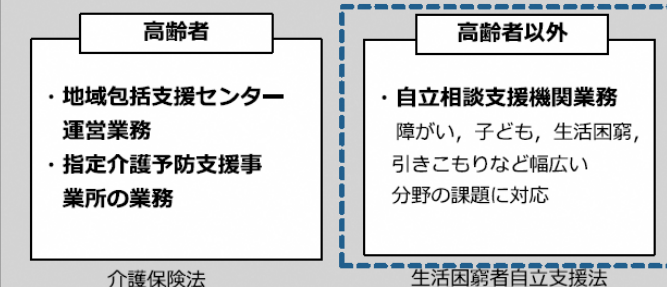 高齢者
・地域包括支援センター
運営業務
・指定介護予防支援事
業所の業務
介護保険法
高齢者以外
・自立相談支援機関業務
障がい，子ども，生活困窮，
引きこもりなど幅広い
分野の課題に対応
生活困窮者自立支援法